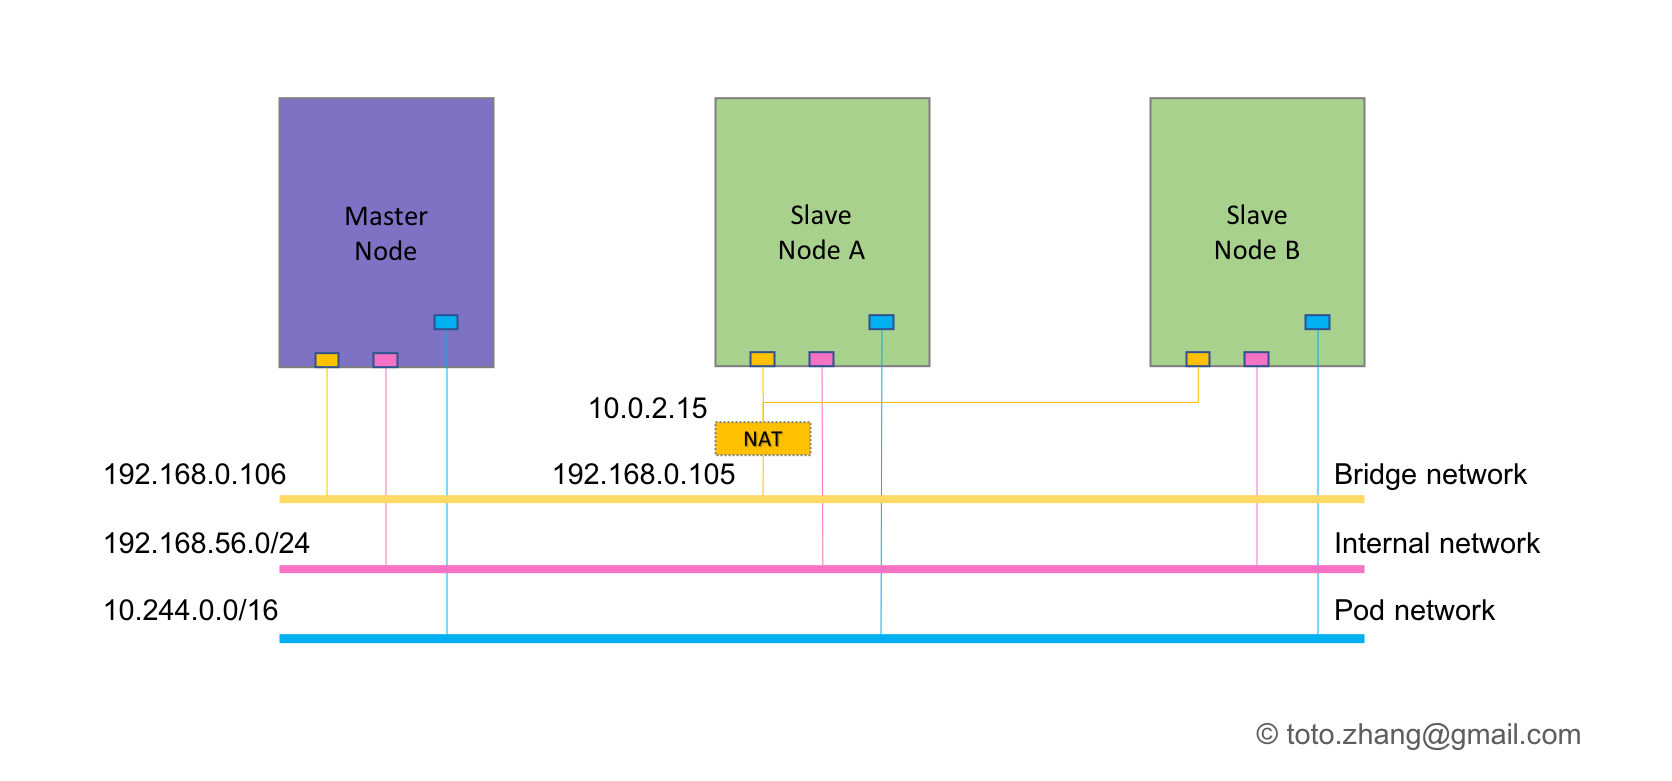 Master
Node
Slave
Node A
Slave
Node B
10.0.2.15
NAT
192.168.0.106
192.168.0.105
Bridge network
192.168.56.0/24
Internal network
10.244.0.0/16
Pod network
© toto.zhang@gmail.com